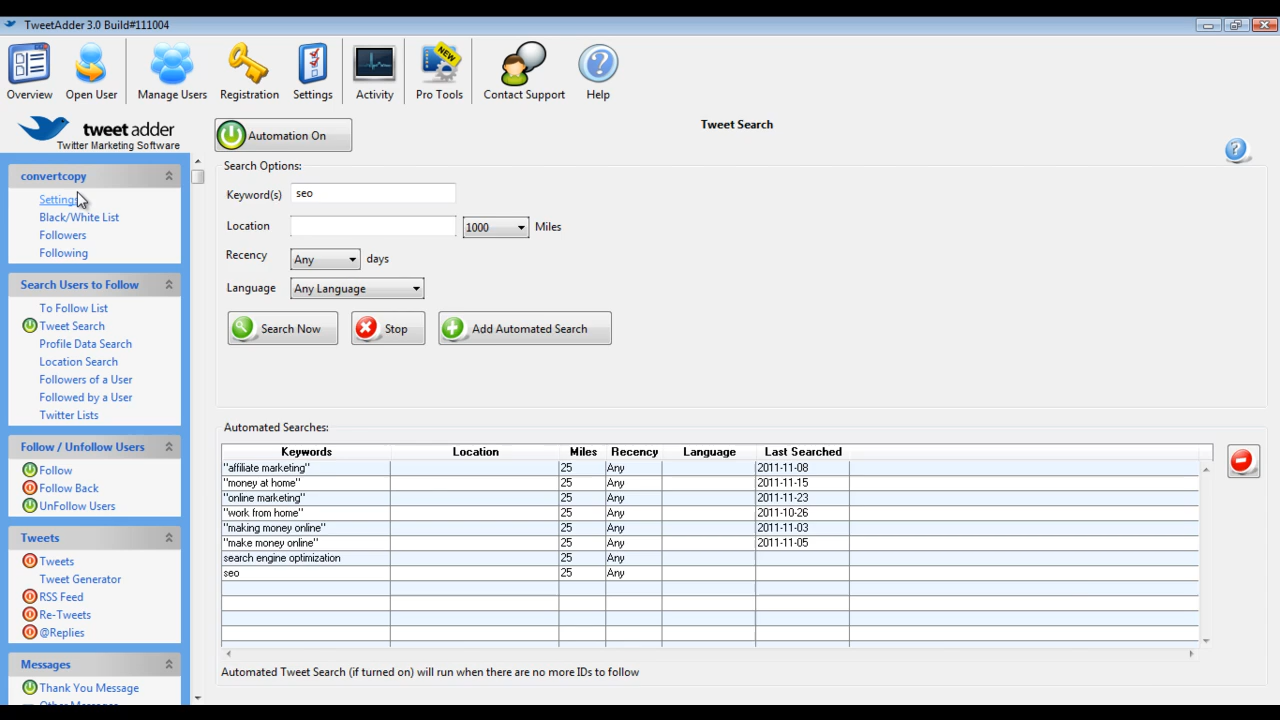 TweetAdder 3.0 Build#111004
Overview
Open User
Manage Users
Registration
Settings
Activity
NEW
Pro Tools
Contact Support
?
Help
tweet adder
Twitter Marketing Software
Automation On
Tweet Search
?
convertcopy
Settings
Black/White List
Followers
Following
Search Users to Follow
To Follow List
Tweet Search
Profile Data Search
Location Search
Followers of a User
Followed by a User
Twitter Lists
Follow / Unfollow Users
Follow
Follow Back
UnFollow Users
Tweets
Tweets
Tweet Generator
RSS Feed
Re-Tweets
@Replies
Messages
Thank You Message
Search Options:
Keyword(s) seo
Location 1000 Miles
Recency Any days
Language Any Language
Search Now Stop Add Automated Search
Automated Searches:
Keywords Location Miles Recency Language Last Searched
"affiliate marketing" 25 Any 2011-11-08
"money at home" 25 Any 2011-11-15
"online marketing" 25 Any 2011-11-23
"work from home" 25 Any 2011-10-26
"making money online" 25 Any 2011-11-03
"make money online" 25 Any 2011-11-05
search engine optimization 25 Any
seo 25 Any
Automated Tweet Search (if turned on) will run when there are no more IDs to follow